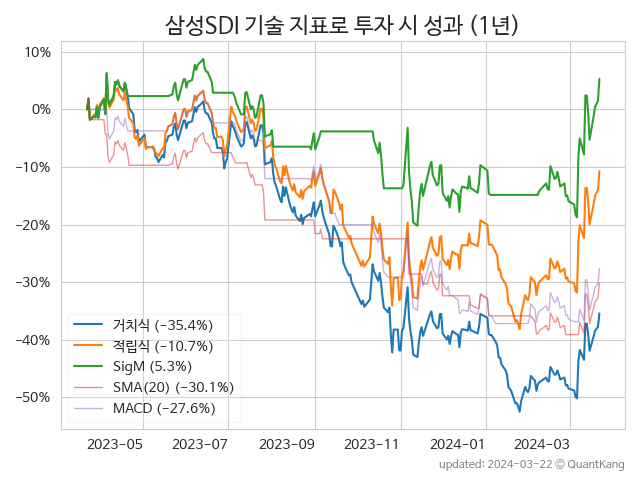 삼성SDI 기술 지표로 투자 시 성과 (1년)
10%
0%
−10%
−20%
−30%
−40%
−50%
거치식 (−35.4%)
적립식 (−10.7%)
SigM (5.3%)
SMA(20) (−30.1%)
MACD (−27.6%)
2023−05 2023−07 2023−09 2023−11 2024−01 2024−03
updated: 2024−03−22 © QuantKang